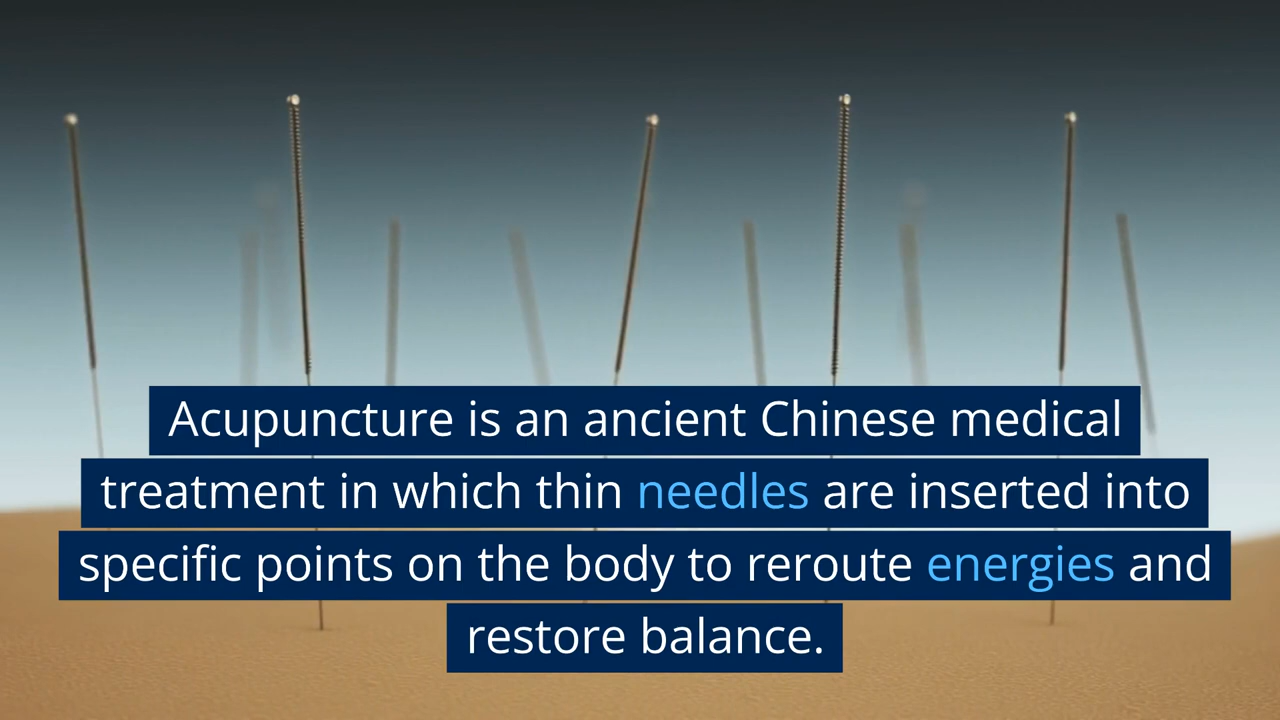 Acupuncture is an ancient Chinese medical
treatment in which thin needles are inserted into
specific points on the body to reroute energies and
restore balance.